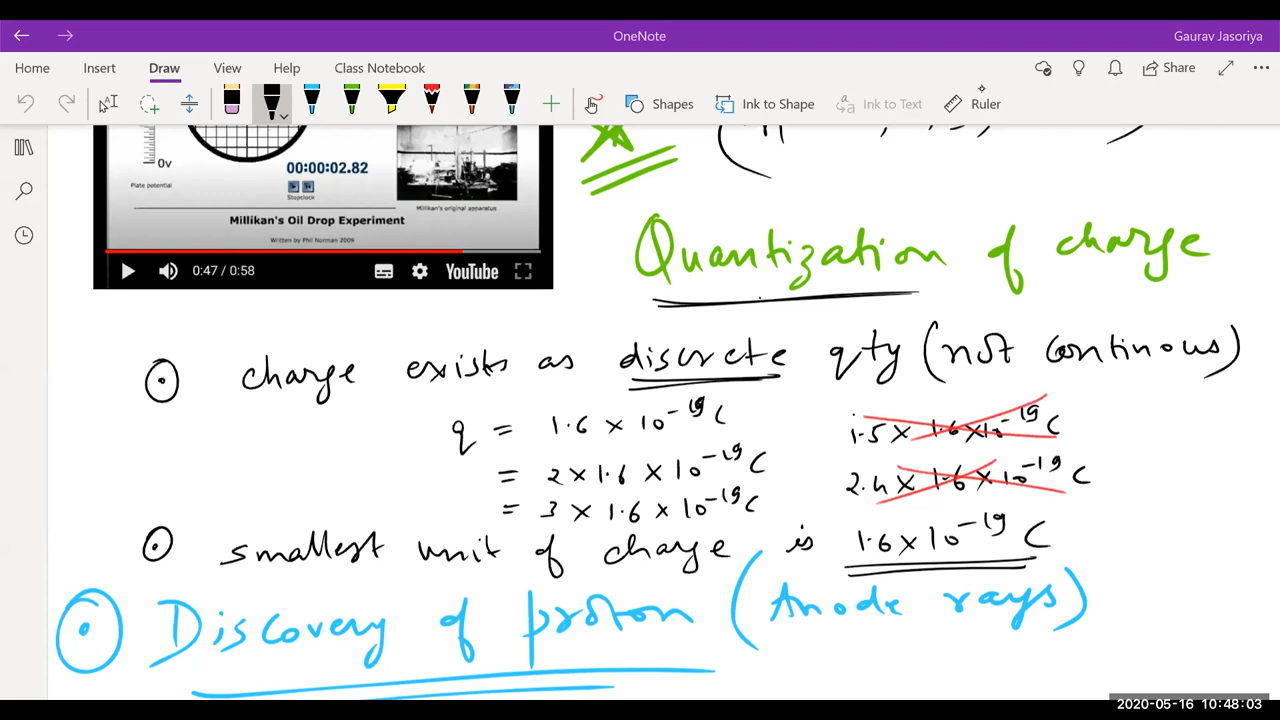 OneNote
Gaurav Jasoriya
Home Insert Draw View Help Class Notebook
Share
Shapes Ink to Shape Ink to Text Ruler
0v
Plate potential
00:00:02.82
Stopclock
Millikan's original apparatus
Millikan's Oil Drop Experiment
Written by Phil Norman 2009
0:47 / 0:58 YouTube
Quantization of charge
charge exists as discrete qty (not continous)
q = 1.6 × 10⁻¹⁹ C 1.5 × 1.6 × 10⁻¹⁹ C
= 2 × 1.6 × 10⁻¹⁹ C 2.4 × 1.6 × 10⁻¹⁹ C
= 3 × 1.6 × 10⁻¹⁹ C
smallest unit of charge is 1.6 × 10⁻¹⁹ C
Discovery of proton (Anode rays)
2020-05-16 10:48:03